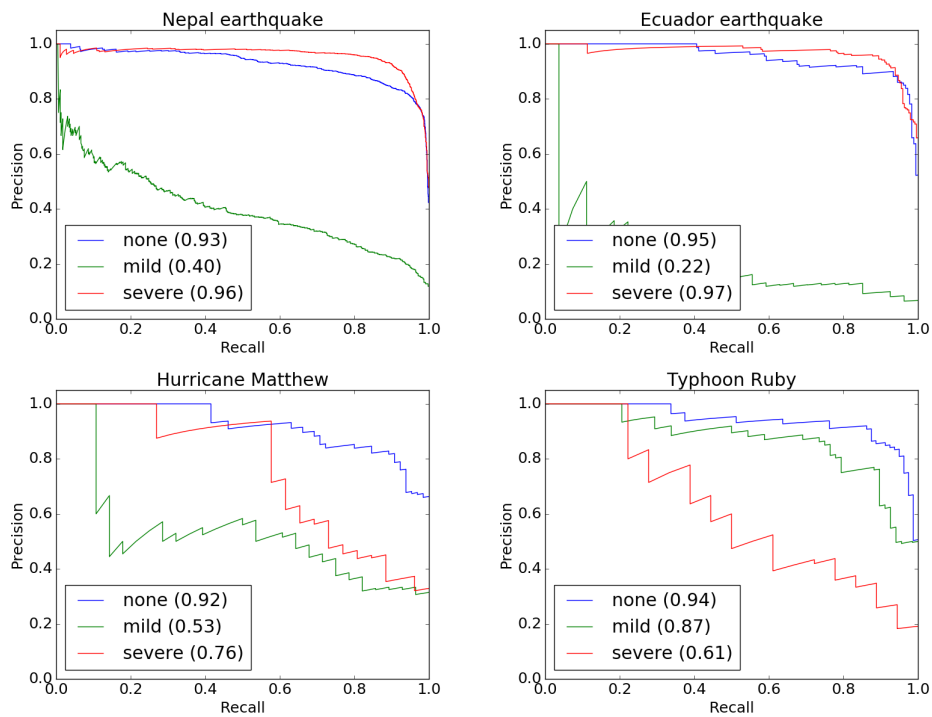 Nepal earthquake
1.0
0.8
0.6
0.4
0.2
0.0
Precision
none (0.93)
mild (0.40)
severe (0.96)
0.0 0.2 0.4 0.6 0.8 1.0
Recall
Ecuador earthquake
1.0
0.8
0.6
0.4
0.2
0.0
Precision
none (0.95)
mild (0.22)
severe (0.97)
0.0 0.2 0.4 0.6 0.8 1.0
Recall
Hurricane Matthew
1.0
0.8
0.6
0.4
0.2
0.0
Precision
none (0.92)
mild (0.53)
severe (0.76)
0.0 0.2 0.4 0.6 0.8 1.0
Recall
Typhoon Ruby
1.0
0.8
0.6
0.4
0.2
0.0
Precision
none (0.94)
mild (0.87)
severe (0.61)
0.0 0.2 0.4 0.6 0.8 1.0
Recall